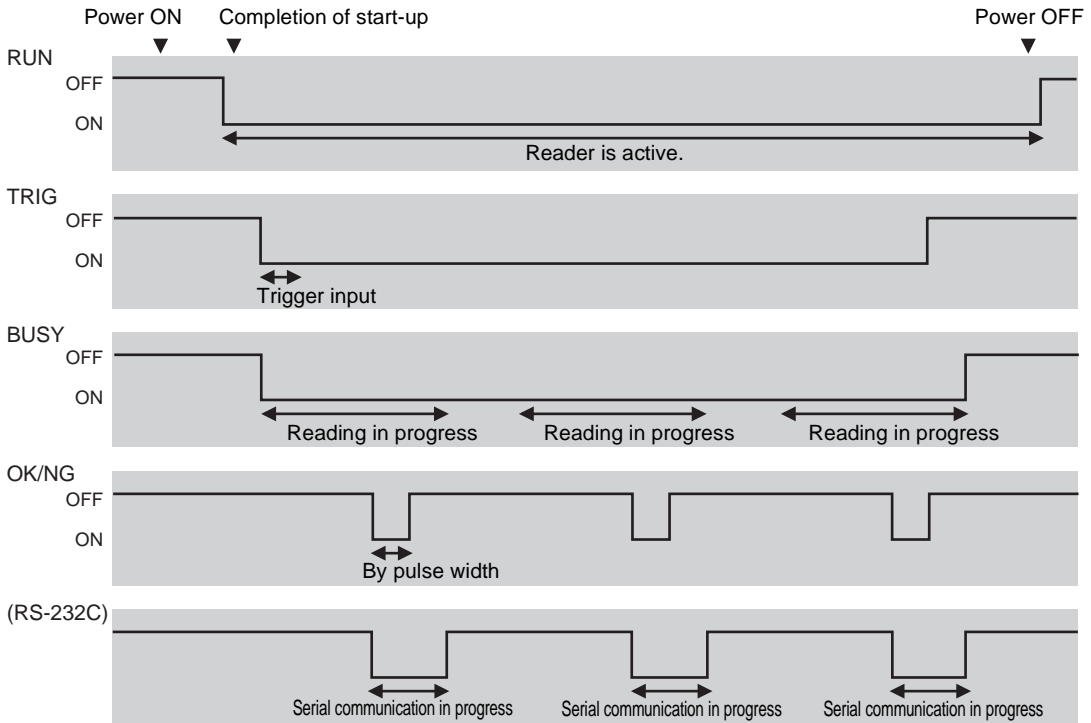 Power ON Completion of start-up Power OFF
RUN
OFF
ON
Reader is active.
TRIG
OFF
ON
Trigger input
BUSY
OFF
ON
Reading in progress Reading in progress Reading in progress
OK/NG
OFF
ON
By pulse width
(RS-232C)
Serial communication in progress Serial communication in progress Serial communication in progress